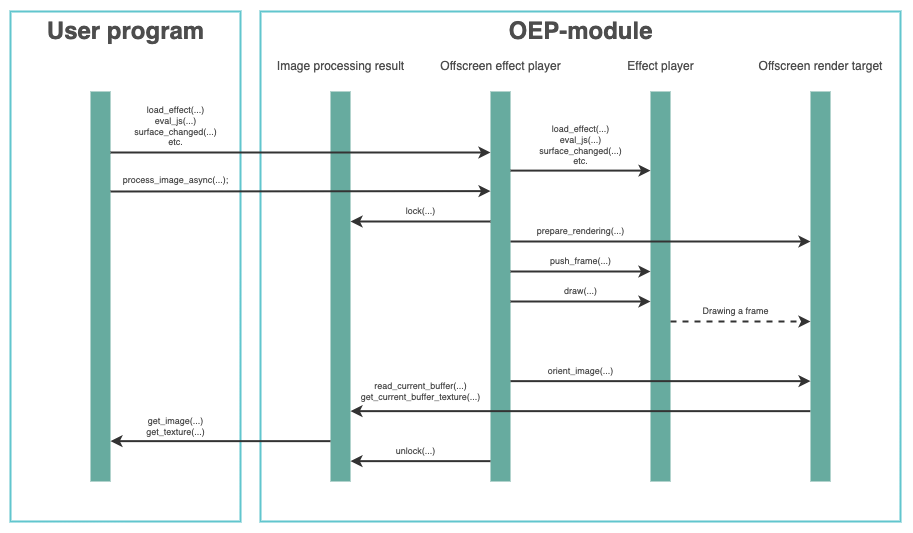 User program
OEP-module
Image processing result
Offscreen effect player
Effect player
Offscreen render target
load_effect(...)
eval_js(...)
surface_changed(...)
etc.
load_effect(...)
eval_js(...)
surface_changed(...)
etc.
process_image_async(...);
lock(...)
prepare_rendering(...)
push_frame(...)
draw(...)
Drawing a frame
orient_image(...)
read_current_buffer(...)
get_current_buffer_texture(...)
get_image(...)
get_texture(...)
unlock(...)